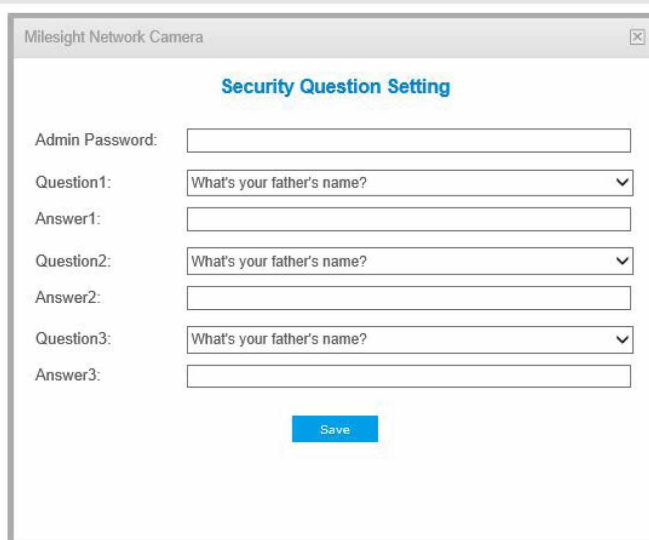 Milesight Network Camera
Security Question Setting
Admin Password:
Question1: What's your father's name?
Answer1:
Question2: What's your father's name?
Answer2:
Question3: What's your father's name?
Answer3:
Save